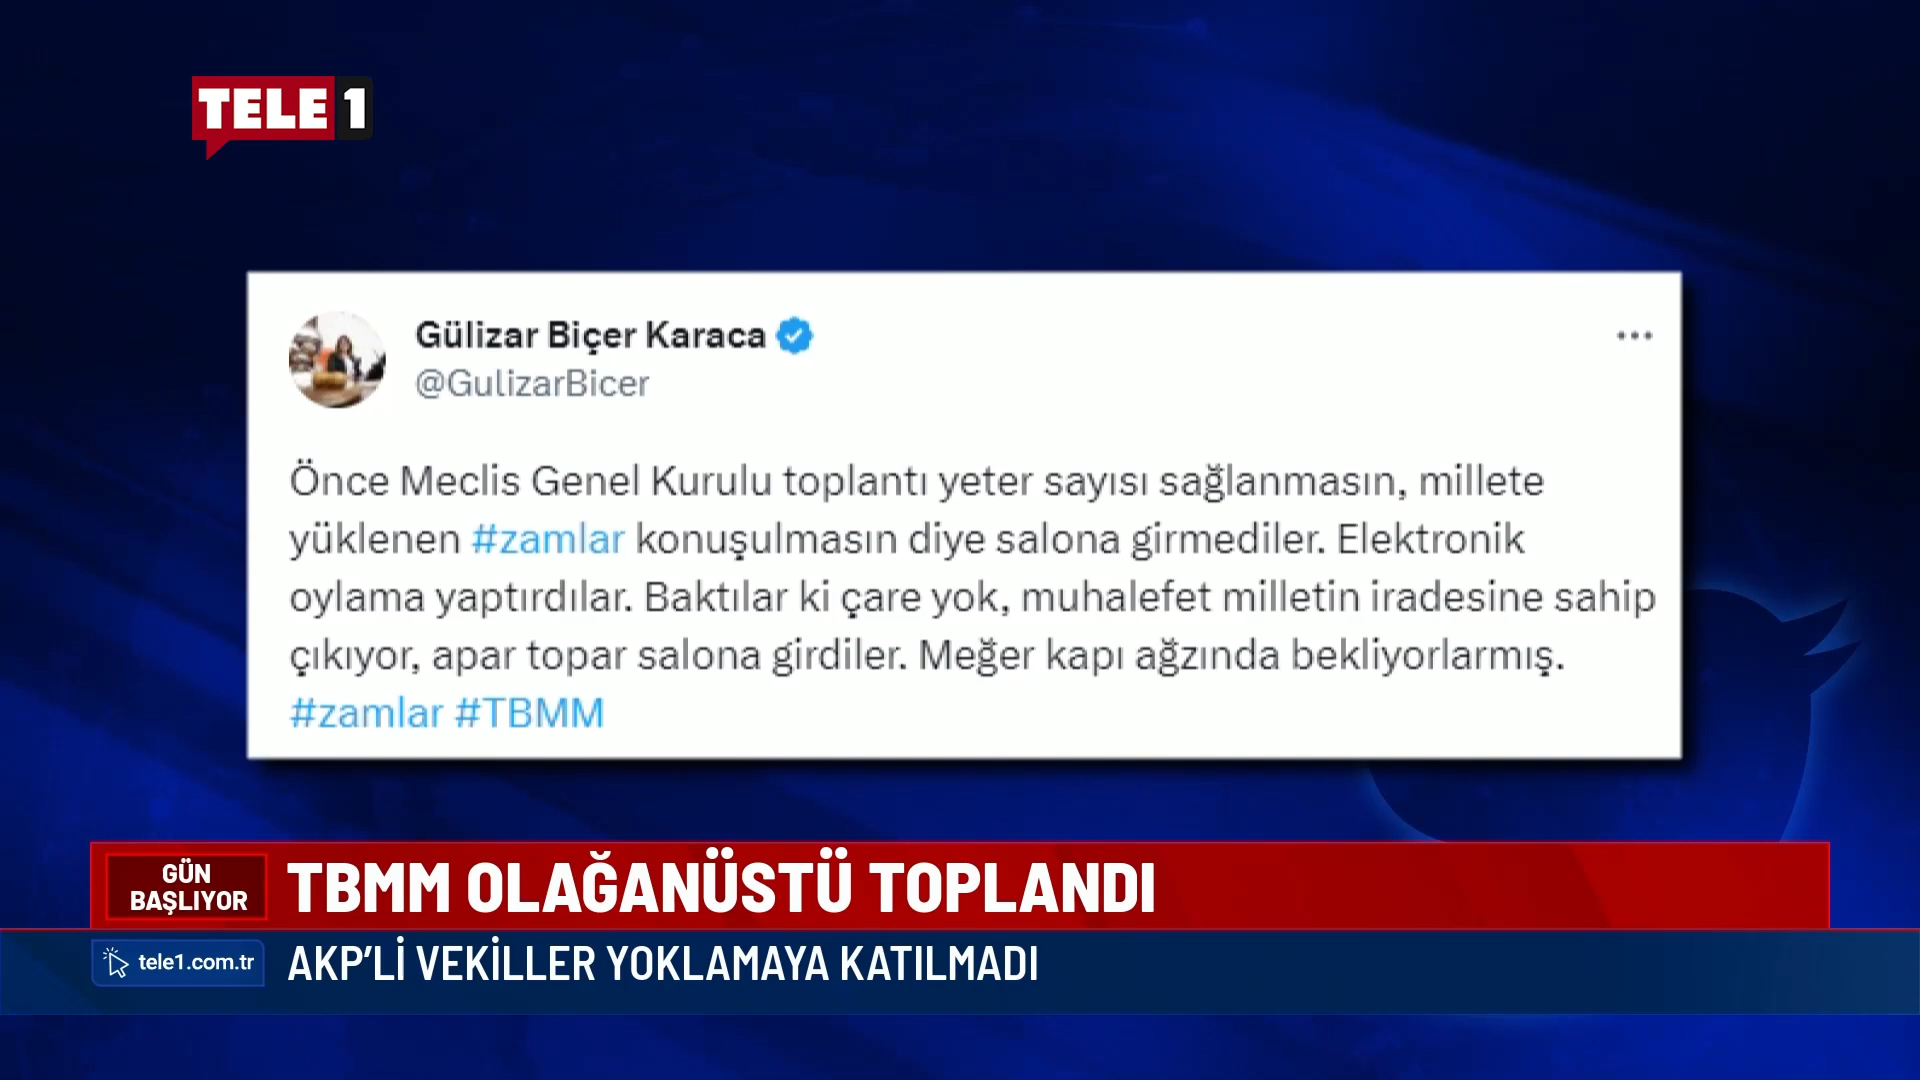 TELE 1
Gülizar Biçer Karaca
@GulizarBicer
Önce Meclis Genel Kurulu toplantı yeter sayısı sağlanmasın, millete
yüklenen #zamlar konuşulmasın diye salona girmediler. Elektronik
oylama yaptırdılar. Baktılar ki çare yok, muhalefet milletin iradesine sahip
çıkıyor, apar topar salona girdiler. Meğer kapı ağzında bekliyorlarmış.
#zamlar #TBMM
GÜN
BAŞLIYOR
TBMM OLAĞANÜSTÜ TOPLANDI
tele1.com.tr
AKP'Lİ VEKİLLER YOKLAMAYA KATILMADI